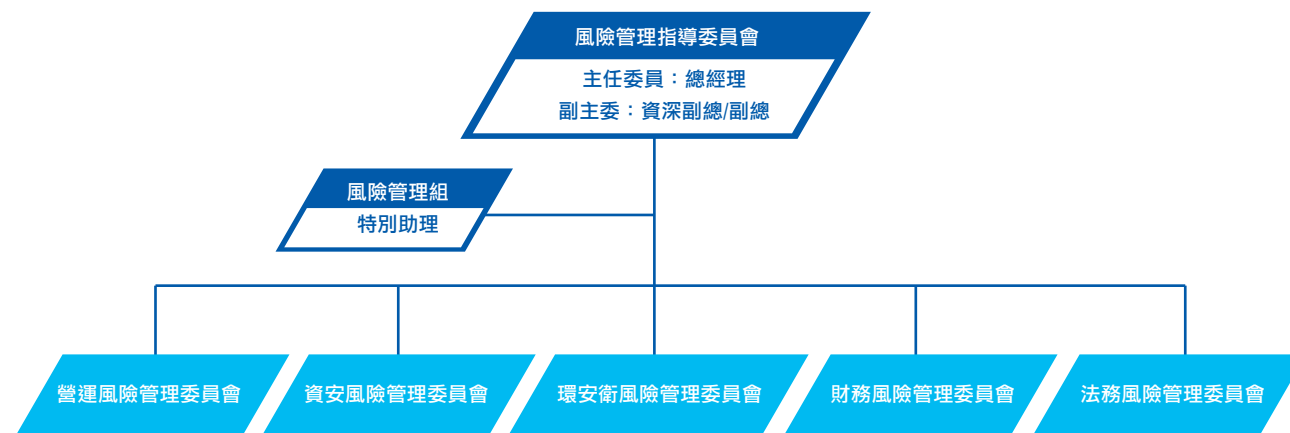 風險管理指導委員會
主任委員：總經理
副主委：資深副總/副總
風險管理組
特別助理
營運風險管理委員會
資安風險管理委員會
環安衛風險管理委員會
財務風險管理委員會
法務風險管理委員會